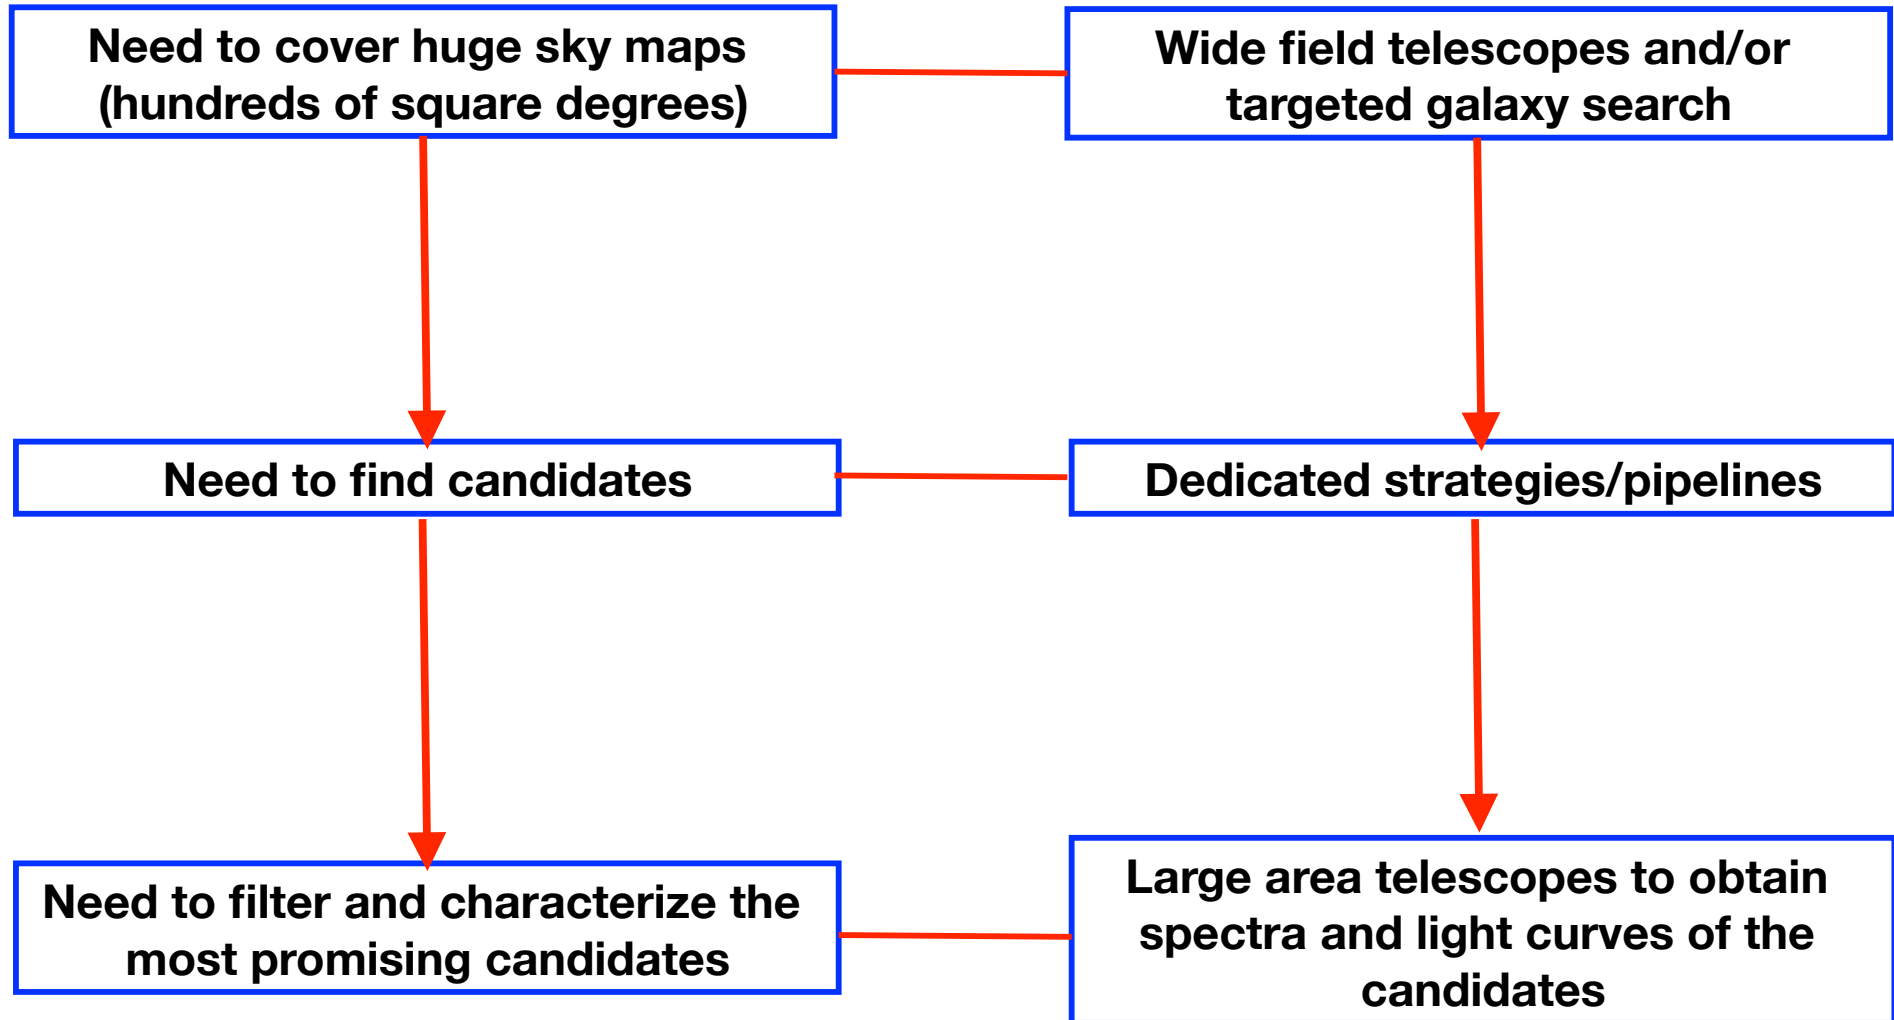 Need to cover huge sky maps
(hundreds of square degrees)
Wide field telescopes and/or
targeted galaxy search
Need to find candidates
Dedicated strategies/pipelines
Need to filter and characterize the
most promising candidates
Large area telescopes to obtain
spectra and light curves of the
candidates